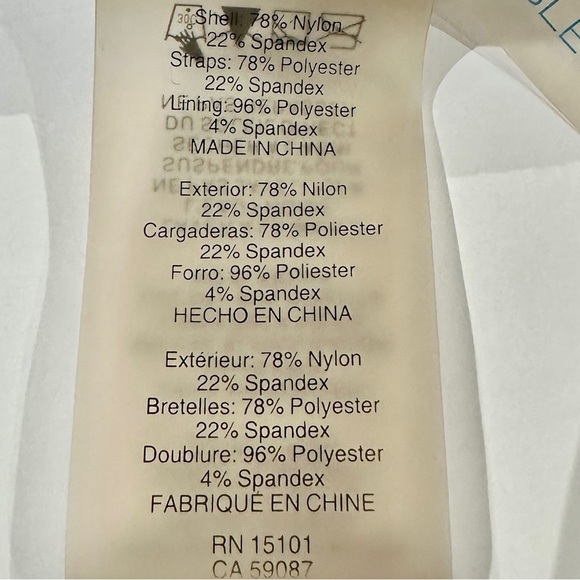 Shell: 78% Nylon
22% Spandex
Straps: 78% Polyester
22% Spandex
Lining: 96% Polyester
4% Spandex
MADE IN CHINA
Exterior: 78% Nilon
22% Spandex
Cargaderas: 78% Poliester
22% Spandex
Forro: 96% Poliester
4% Spandex
HECHO EN CHINA
Extérieur: 78% Nylon
22% Spandex
Bretelles: 78% Polyester
22% Spandex
Doublure: 96% Polyester
4% Spandex
FABRIQUÉ EN CHINE
RN 15101
CA 59087